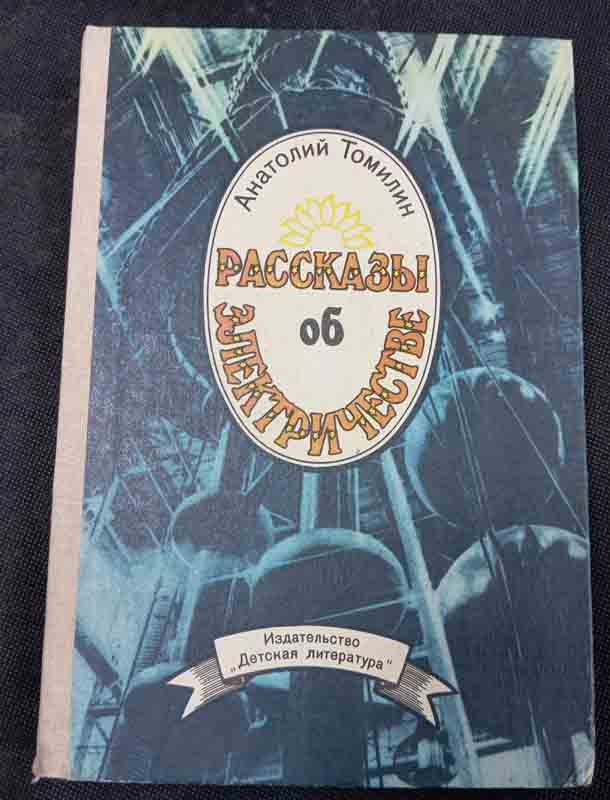 Анатолий Томилин
РАССКАЗЫ
об
ЭЛЕКТРИЧЕСТВЕ
Издательство
„Детская литература"